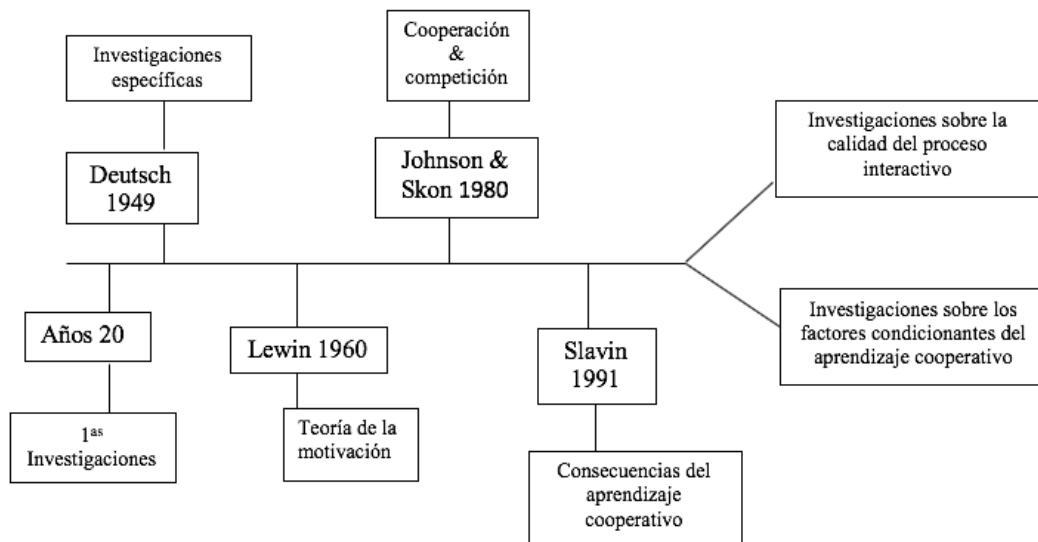 Investigaciones
específicas
Cooperación
&
competición
Deutsch
1949
Johnson &
Skon 1980
Investigaciones sobre la
calidad del proceso
interactivo
Años 20
Lewin 1960
Slavin
1991
Investigaciones sobre los
factores condicionantes del
aprendizaje cooperativo
1as
Investigaciones
Teoría de la
motivación
Consecuencias del
aprendizaje
cooperativo